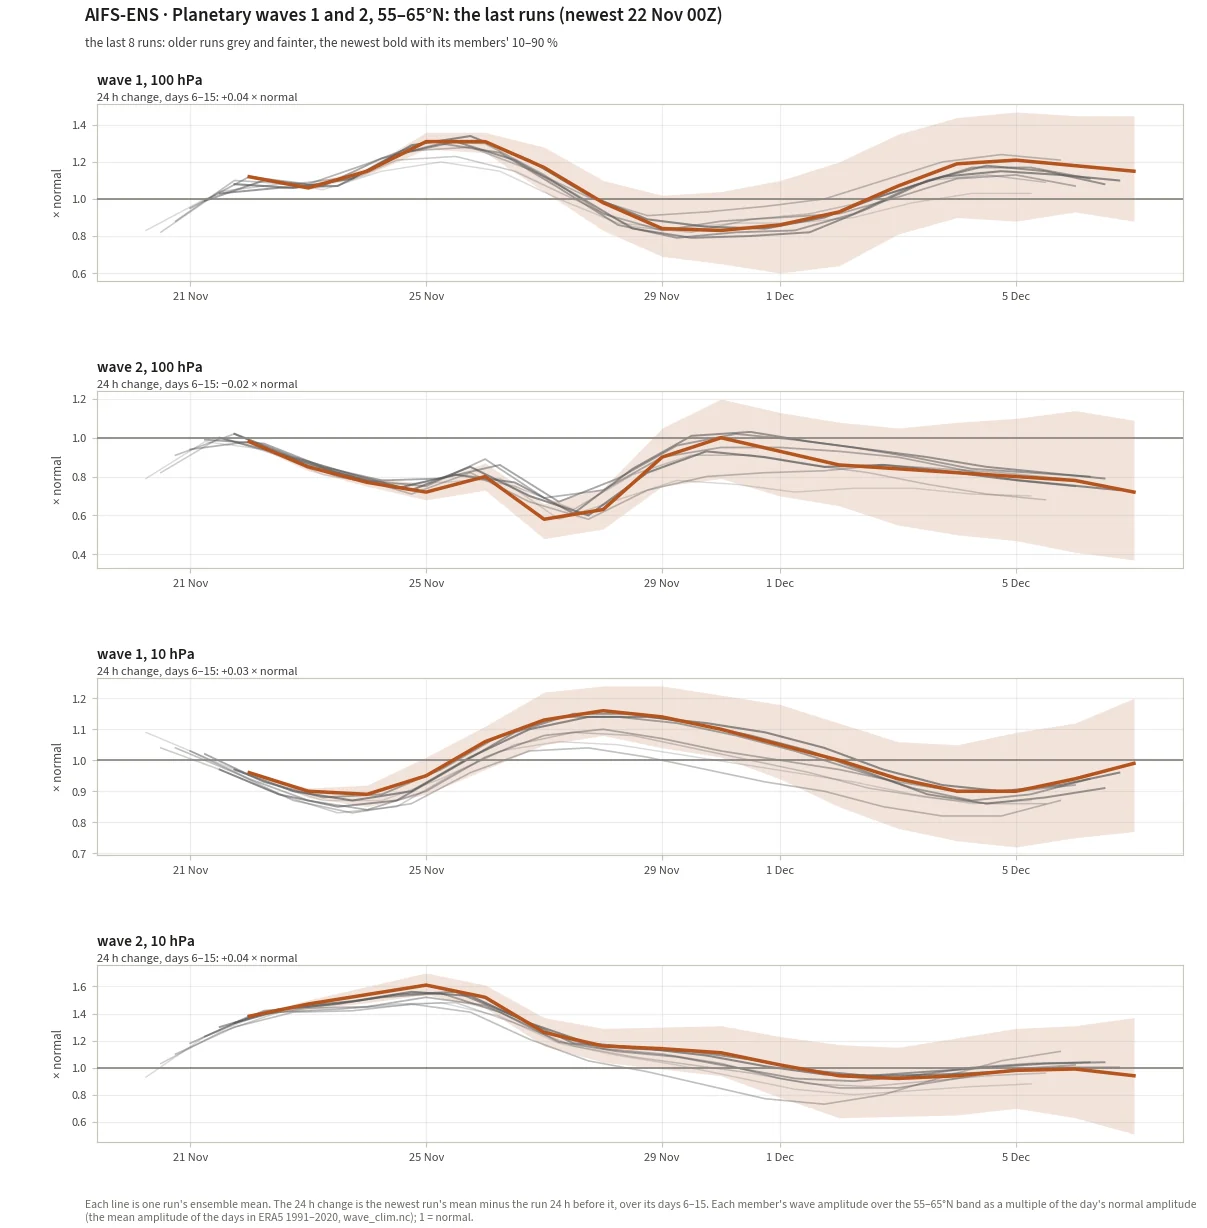 AIFS-ENS · Planetary waves 1 and 2, 55–65°N: the last runs (newest 22 Nov 00Z)
the last 8 runs: older runs grey and fainter, the newest bold with its members' 10–90 %
wave 1, 100 hPa
24 h change, days 6–15: +0.04 × normal
× normal
1.4
1.2
1.0
0.8
0.6
21 Nov 25 Nov 29 Nov 1 Dec 5 Dec
wave 2, 100 hPa
24 h change, days 6–15: −0.02 × normal
× normal
1.2
1.0
0.8
0.6
0.4
21 Nov 25 Nov 29 Nov 1 Dec 5 Dec
wave 1, 10 hPa
24 h change, days 6–15: +0.03 × normal
× normal
1.2
1.1
1.0
0.9
0.8
0.7
21 Nov 25 Nov 29 Nov 1 Dec 5 Dec
wave 2, 10 hPa
24 h change, days 6–15: +0.04 × normal
× normal
1.6
1.4
1.2
1.0
0.8
0.6
21 Nov 25 Nov 29 Nov 1 Dec 5 Dec
Each line is one run's ensemble mean. The 24 h change is the newest run's mean minus the run 24 h before it, over its days 6–15. Each member's wave amplitude over the 55–65°N band as a multiple of the day's normal amplitude
(the mean amplitude of the days in ERA5 1991–2020, wave_clim.nc); 1 = normal.